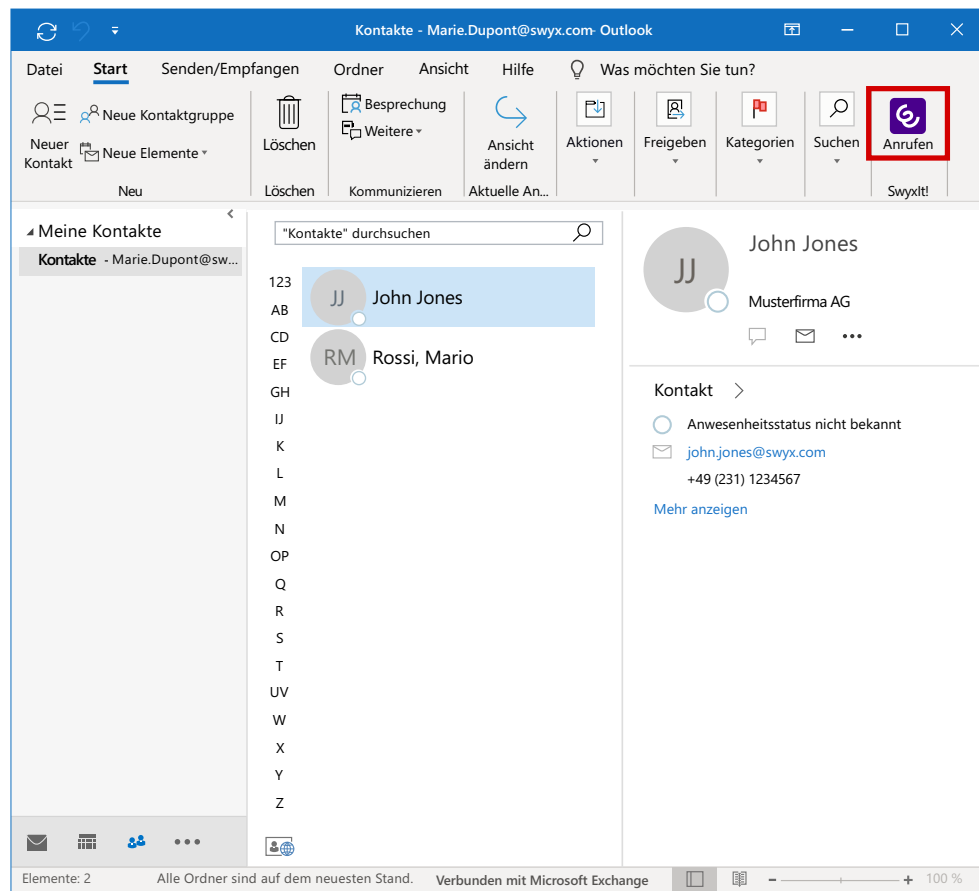 Kontakte - Marie.Dupont@swyx.com- Outlook
Datei Start Senden/Empfangen Ordner Ansicht Hilfe Was möchten Sie tun?
Neuer Kontakt
Neue Kontaktgruppe
Neue Elemente
Neu
Löschen
Löschen
Besprechung
Weitere
Kommunizieren
Ansicht ändern
Aktuelle An...
Aktionen
Freigeben
Kategorien
Suchen
Anrufen
SwyxIt!
Meine Kontakte
Kontakte - Marie.Dupont@sw...
"Kontakte" durchsuchen
123
AB
CD
EF
GH
IJ
K
L
M
N
OP
Q
R
S
T
UV
W
X
Y
Z
JJ John Jones
RM Rossi, Mario
JJ
John Jones
Musterfirma AG
Kontakt
Anwesenheitsstatus nicht bekannt
john.jones@swyx.com
+49 (231) 1234567
Mehr anzeigen
Elemente: 2 Alle Ordner sind auf dem neuesten Stand. Verbunden mit Microsoft Exchange 100 %